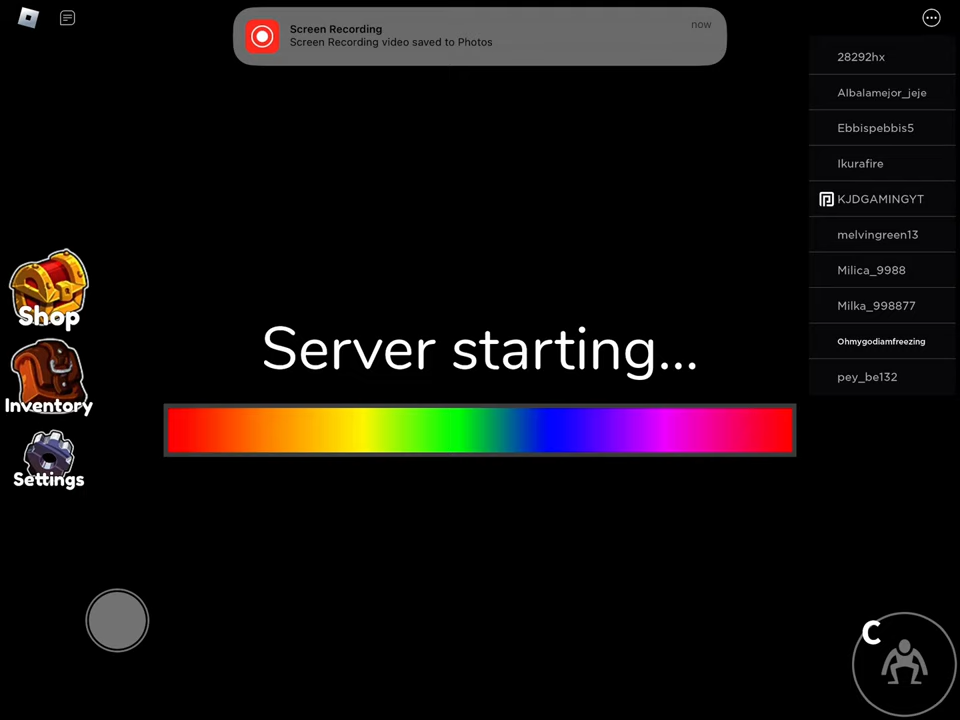 Screen Recording
now
Screen Recording video saved to Photos
28292hx
Albalamejor_jeje
Ebbispebbis5
Ikurafire
KJDGAMINGYT
melvingreen13
Milica_9988
Milka_998877
Ohmygodiamfreezing
pey_be132
Shop
Inventory
Settings
Server starting...
C